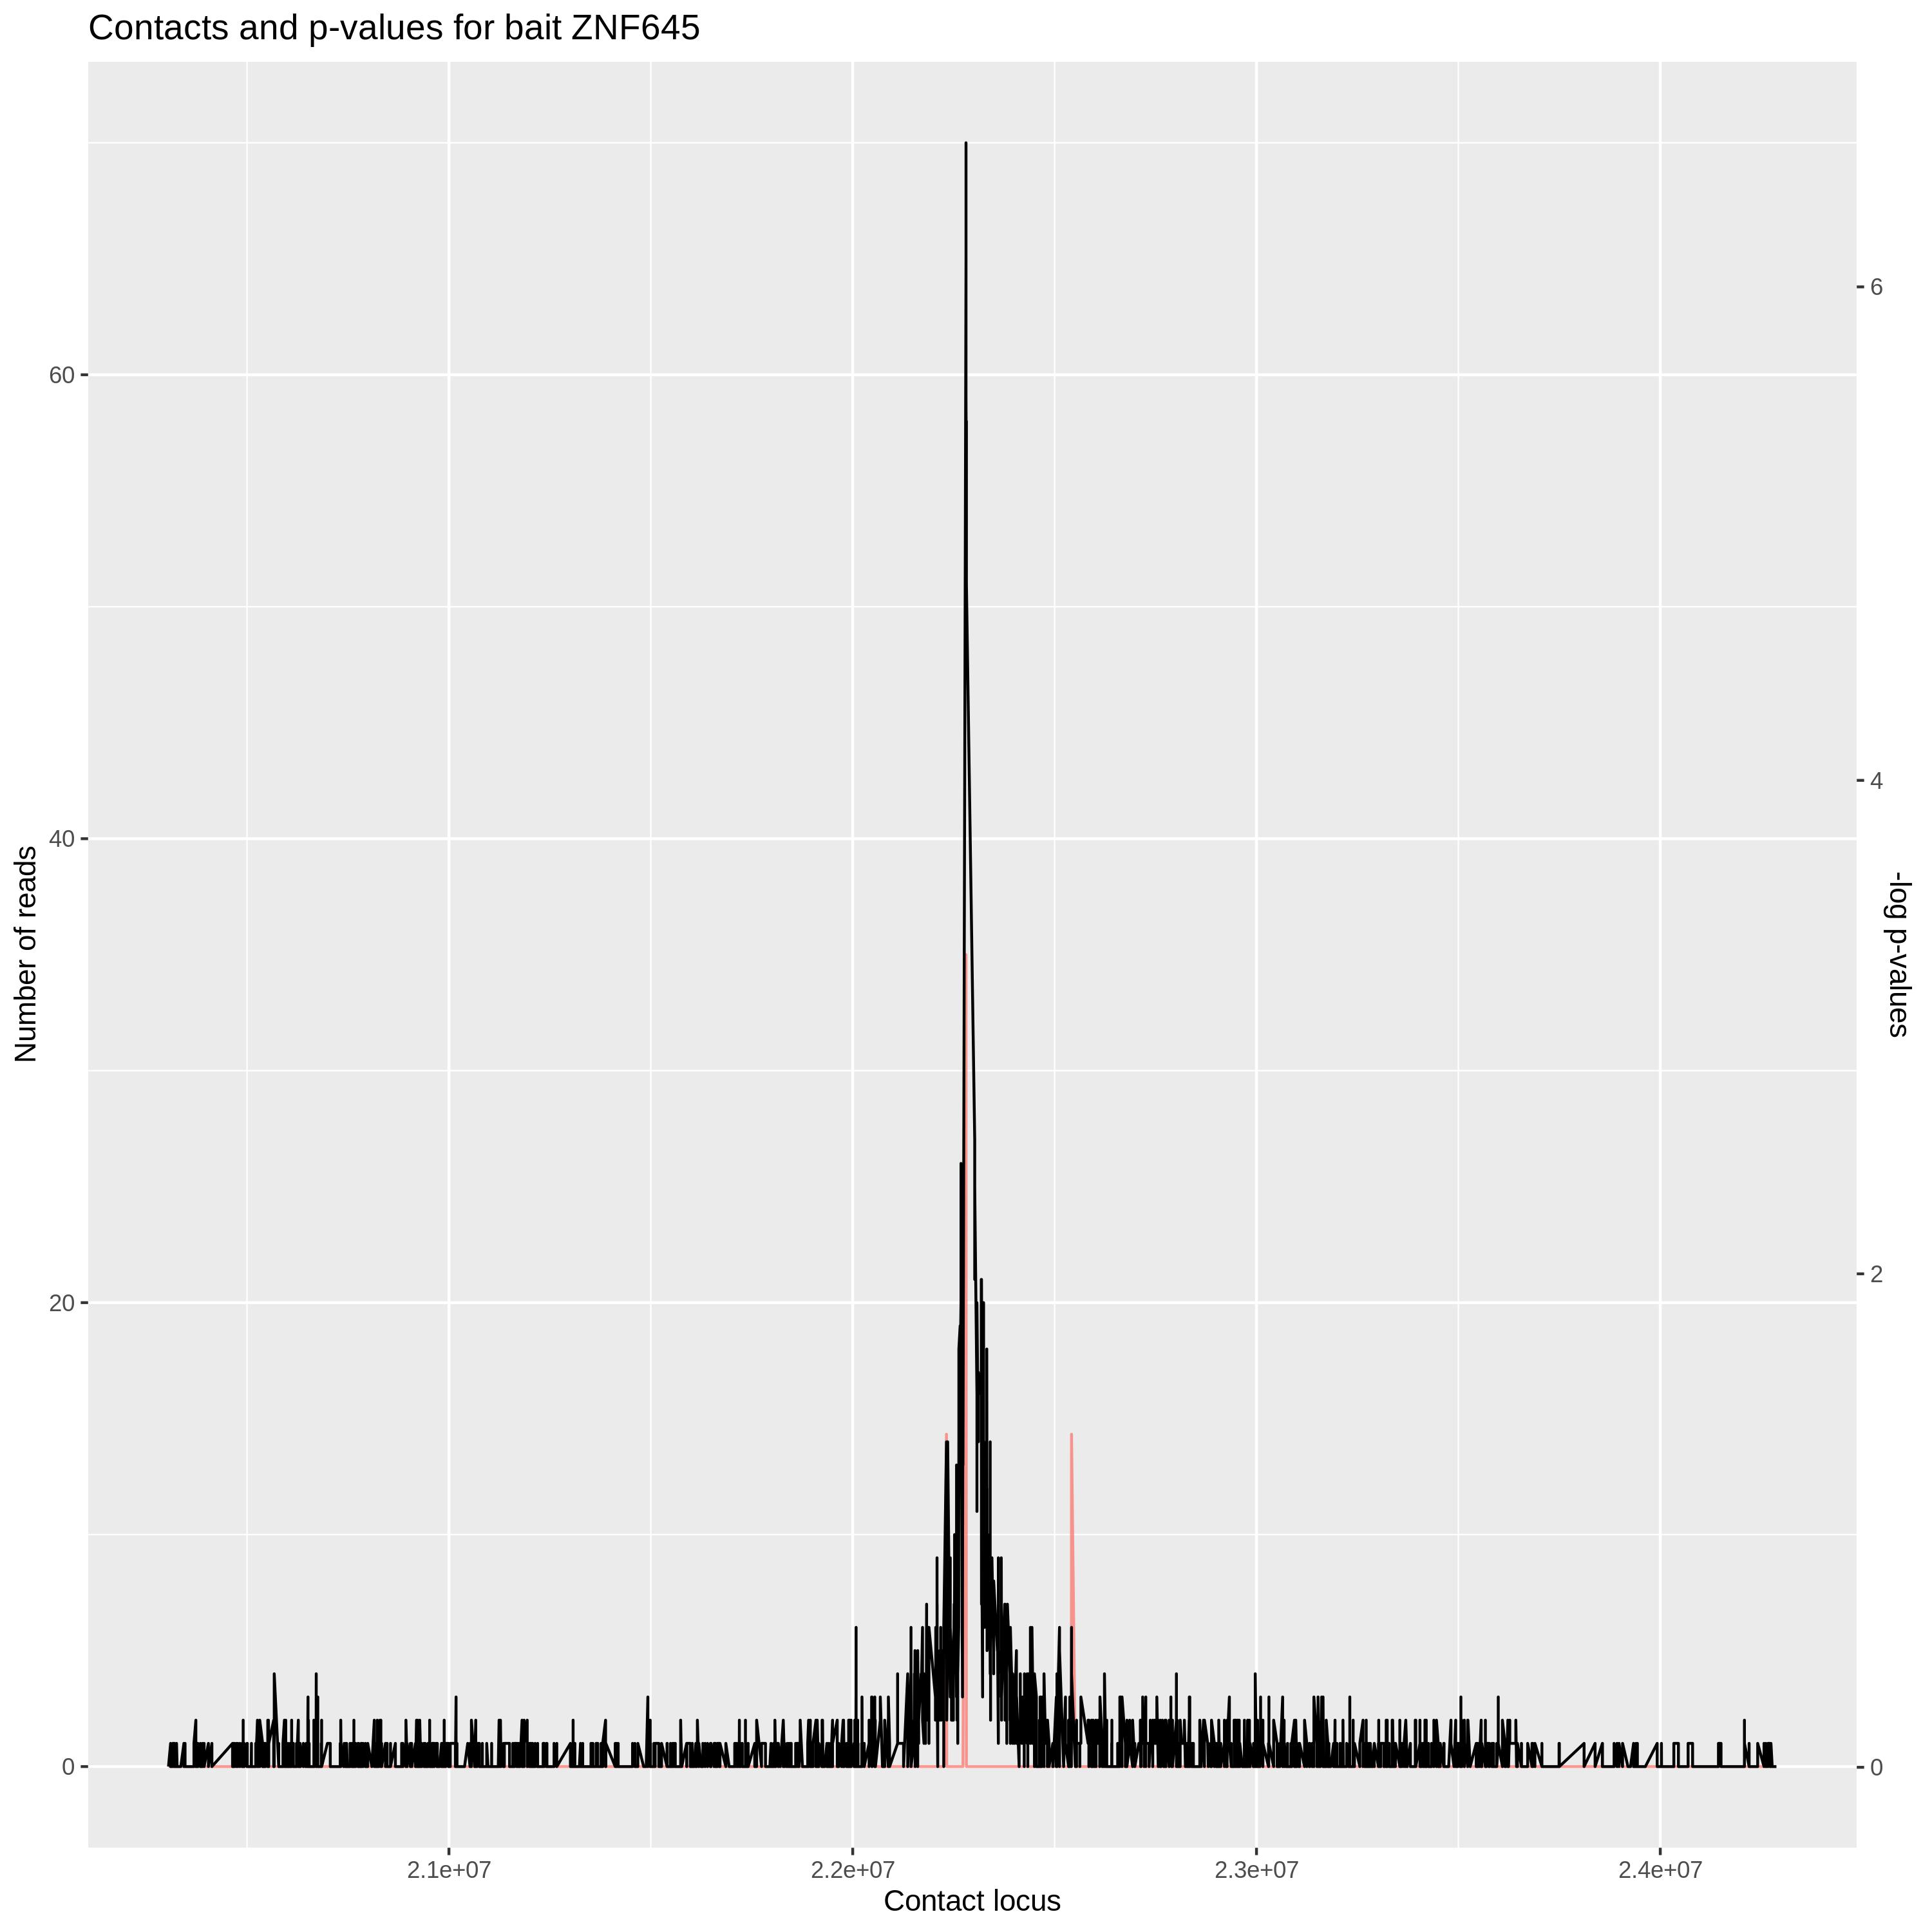 Contacts and p-values for bait ZNF645
Number of reads
60
40
20
0
6
4
2
0
-log p-values
2.1e+07
2.2e+07
2.3e+07
2.4e+07
Contact locus